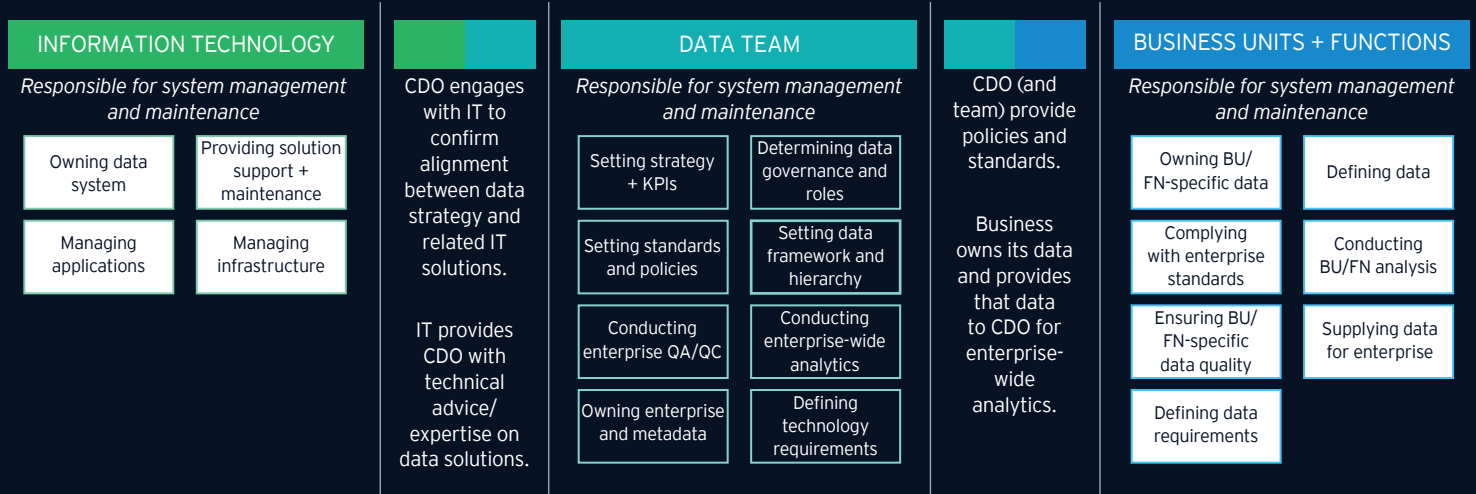 INFORMATION TECHNOLOGY
Responsible for system management
and maintenance
Owning data
system
Providing solution
support +
maintenance
Managing
applications
Managing
infrastructure
CDO engages
with IT to
confirm
alignment
between data
strategy and
related IT
solutions.
IT provides
CDO with
technical
advice/
expertise on
data solutions.
DATA TEAM
Responsible for system management
and maintenance
Setting strategy
+ KPIs
Determining data
governance and
roles
Setting standards
and policies
Setting data
framework and
hierarchy
Conducting
enterprise QA/QC
Conducting
enterprise-wide
analytics
Owning enterprise
and metadata
Defining
technology
requirements
CDO (and
team) provide
policies and
standards.
Business
owns its data
and provides
that data
to CDO for
enterprise-
wide
analytics.
BUSINESS UNITS + FUNCTIONS
Responsible for system management
and maintenance
Owning BU/
FN-specific data
Defining data
Complying
with enterprise
standards
Conducting
BU/FN analysis
Ensuring BU/
FN-specific
data quality
Supplying data
for enterprise
Defining data
requirements